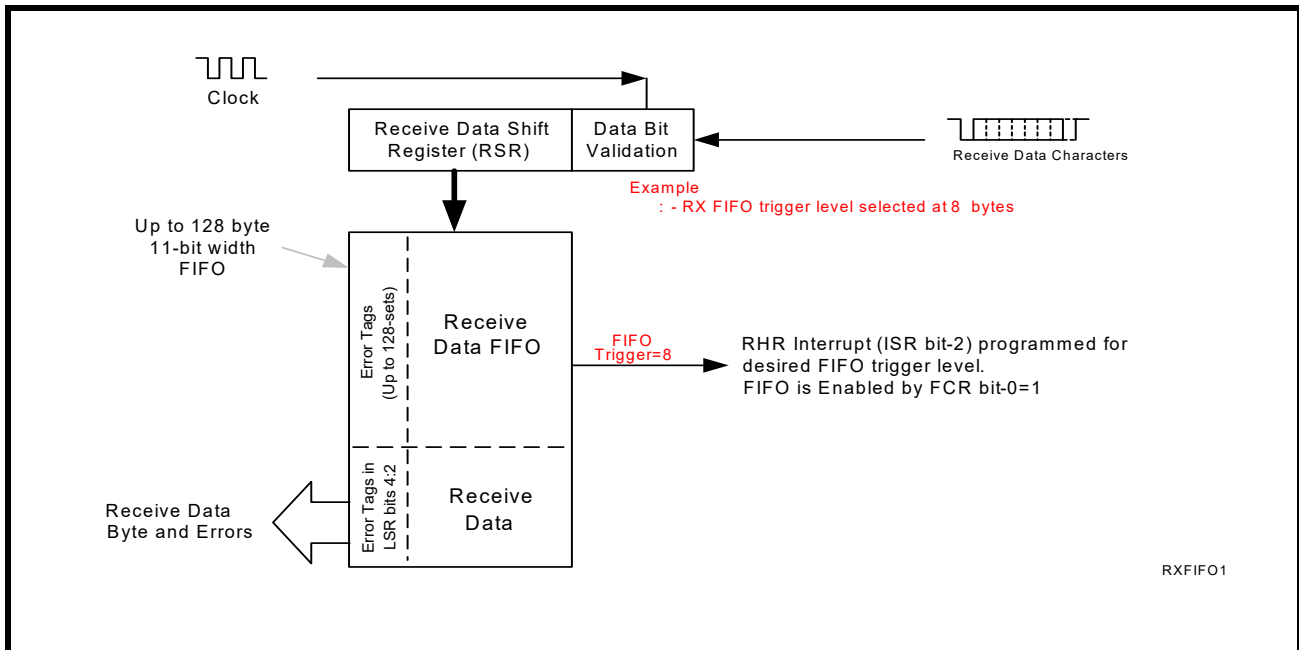 Clock
Receive Data Shift
Register (RSR)
Data Bit
Validation
Receive Data Characters
Example
: - RX FIFO trigger level selected at 8 bytes
Up to 128 byte
11-bit width
FIFO
Error Tags
(Up to 128-sets)
Receive
Data FIFO
FIFO
Trigger=8
RHR Interrupt (ISR bit-2) programmed for
desired FIFO trigger level.
FIFO is Enabled by FCR bit-0=1
Error Tags in
LSR bits 4:2
Receive
Data
Receive Data
Byte and Errors
RXFIFO1